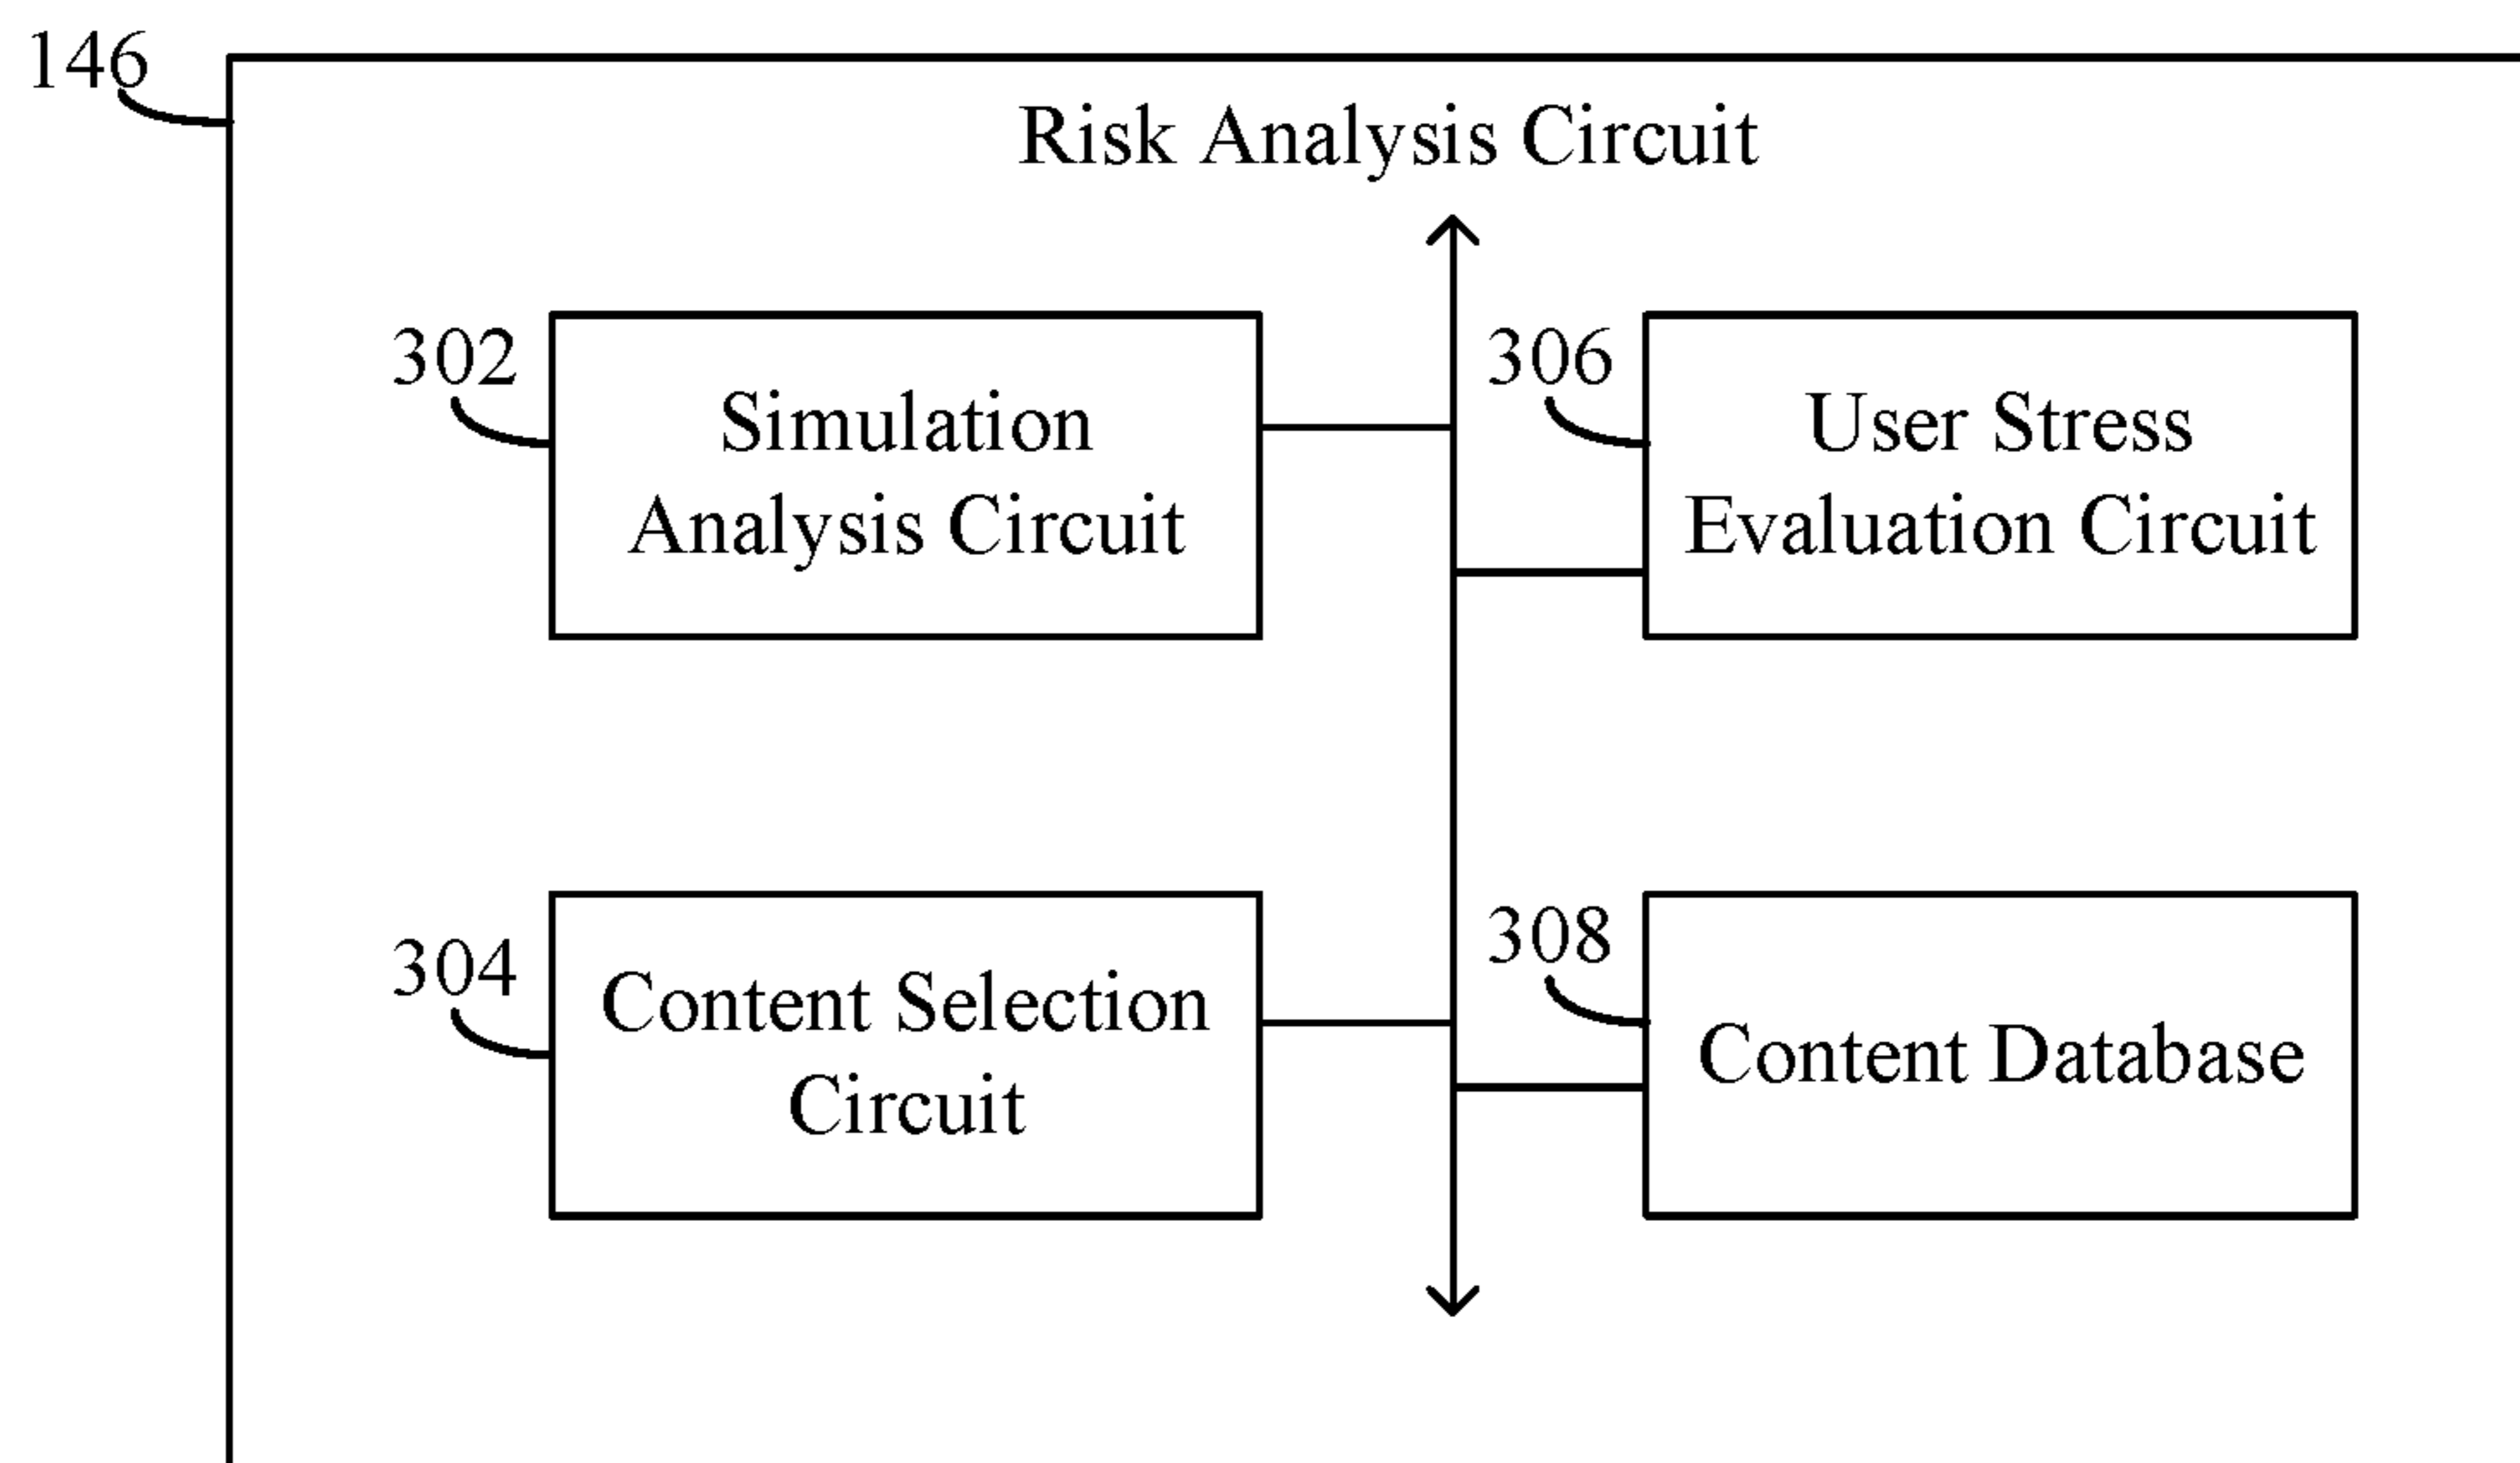 146
Risk Analysis Circuit
302
Simulation
Analysis Circuit
306
User Stress
Evaluation Circuit
304
Content Selection
Circuit
308
Content Database